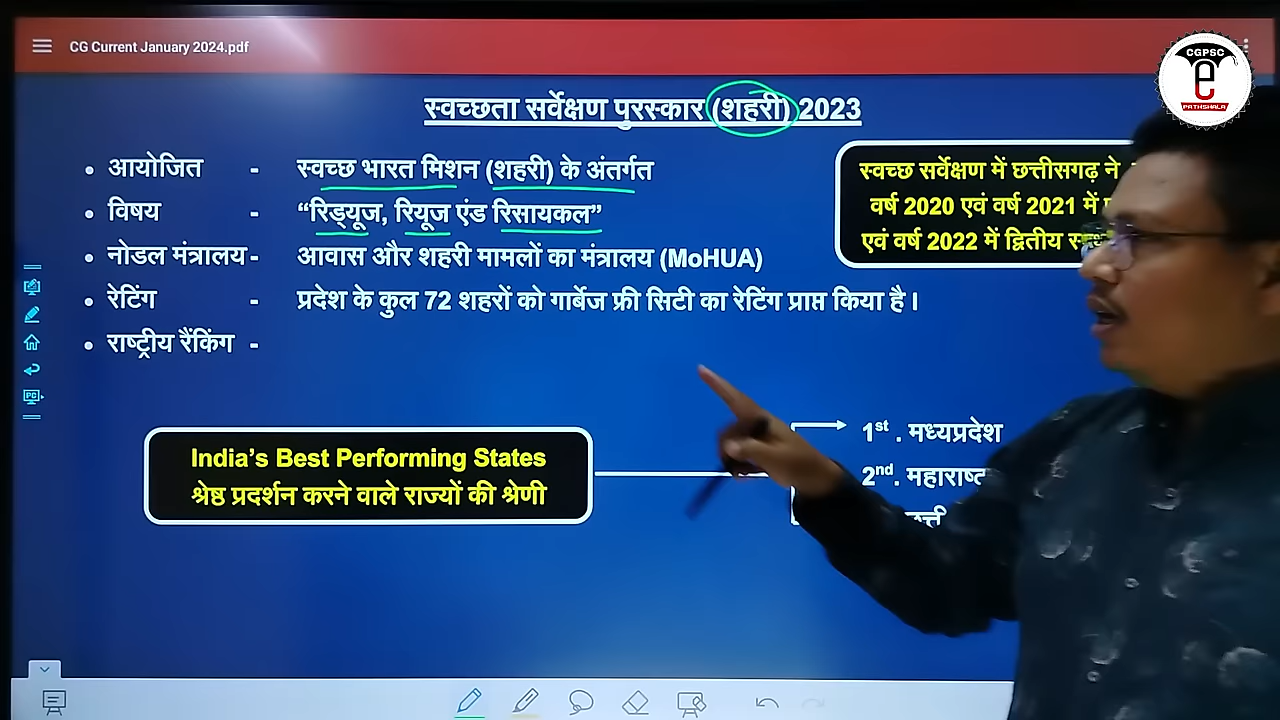 CG Current January 2024.pdf
CGPSC
e
PATHSHALA
स्वच्छता सर्वेक्षण पुरस्कार (शहरी) 2023
• आयोजित - स्वच्छ भारत मिशन (शहरी) के अंतर्गत
• विषय - “रिड्यूज, रियूज एंड रिसायकल”
• नोडल मंत्रालय - आवास और शहरी मामलों का मंत्रालय (MoHUA)
• रेटिंग - प्रदेश के कुल 72 शहरों को गार्बेज फ्री सिटी का रेटिंग प्राप्त किया है।
• राष्ट्रीय रैंकिंग -
स्वच्छ सर्वेक्षण में छत्तीसगढ़ ने
वर्ष 2020 एवं वर्ष 2021 में
एवं वर्ष 2022 में द्वितीय
India’s Best Performing States
श्रेष्ठ प्रदर्शन करने वाले राज्यों की श्रेणी
1st . मध्यप्रदेश
2nd. 
PC